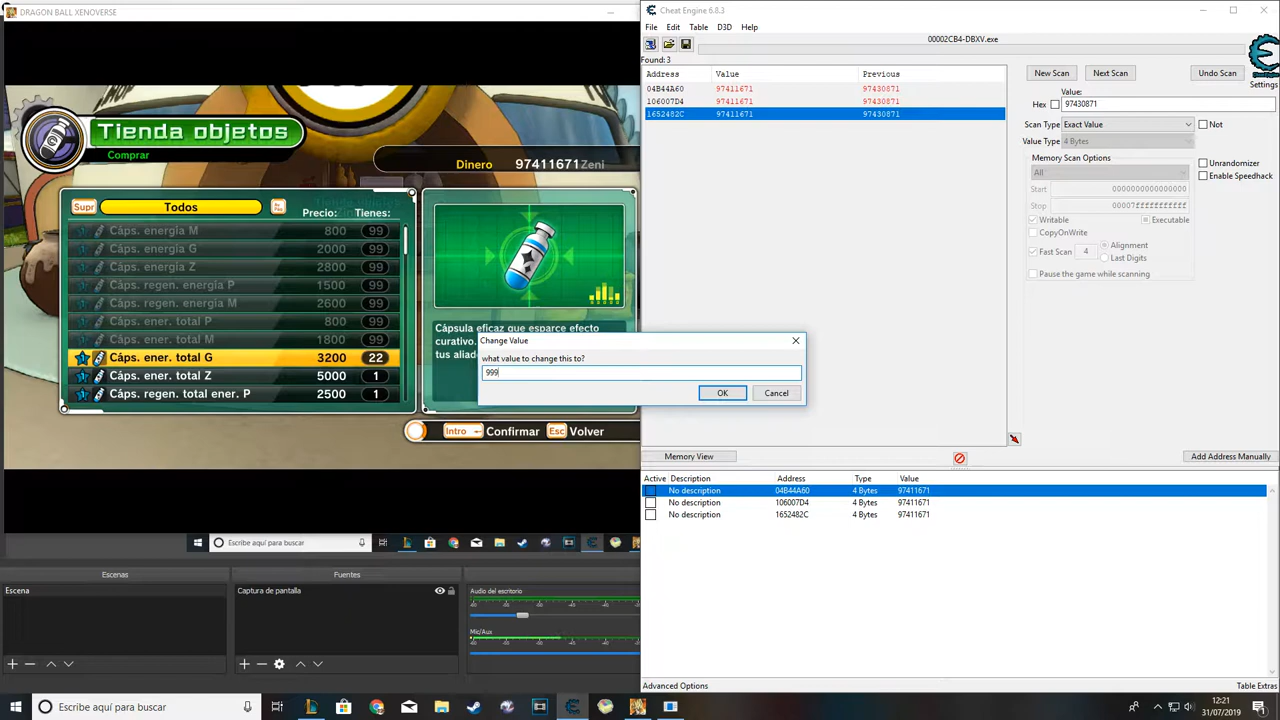 DRAGON BALL XENOVERSE
Tienda objetos
Comprar
Dinero 97411671 Zeni
Supr Todos
Precio: Tienes:
Cáps. energia M 800 99
Cáps. energia G 2000 99
Cáps. energia Z 2800 99
Cáps. regen. energia P 1500 99
Cáps. regen. energia M 2600 99
Cáps. ener. total P 800 99
Cáps. ener. total M 1600 99
Cáps. ener. total G 3200 22
Cáps. ener. total Z 5000 1
Cáps. regen. total ener. P 2500 1
Cápsula eficaz que esparce efecto
curativo.
tus aliado
Intro Confirmar Esc Volver
Escribe aquí para buscar
Escenas
Escena
Fuentes
Captura de pantalla
Audio del escritorio
Mic/Aux
Cheat Engine 6.8.3
File Edit Table D3D Help
00002CB4-DBXV.exe
Found: 3
Address Value Previous
04B44A60 97411671 97430871
106007D4 97411671 97430871
1652482C 97411671 97430871
New Scan Next Scan Undo Scan
Settings
Value:
Hex 97430871
Scan Type Exact Value Not
Value Type 4 Bytes
Memory Scan Options
All
Unrandomizer
Enable Speedhack
Start 0000000000000000
Stop 00007fffffffffff
Writable Executable
CopyOnWrite
Fast Scan 4 Alignment
Last Digits
Pause the game while scanning
Change Value
what value to change this to?
999
OK Cancel
Memory View Add Address Manually
Active Description Address Type Value
No description 04B44A60 4 Bytes 97411671
No description 106007D4 4 Bytes 97411671
No description 1652482C 4 Bytes 97411671
Advanced Options Table Extras
Escribe aquí para buscar
12:21
31/07/2019